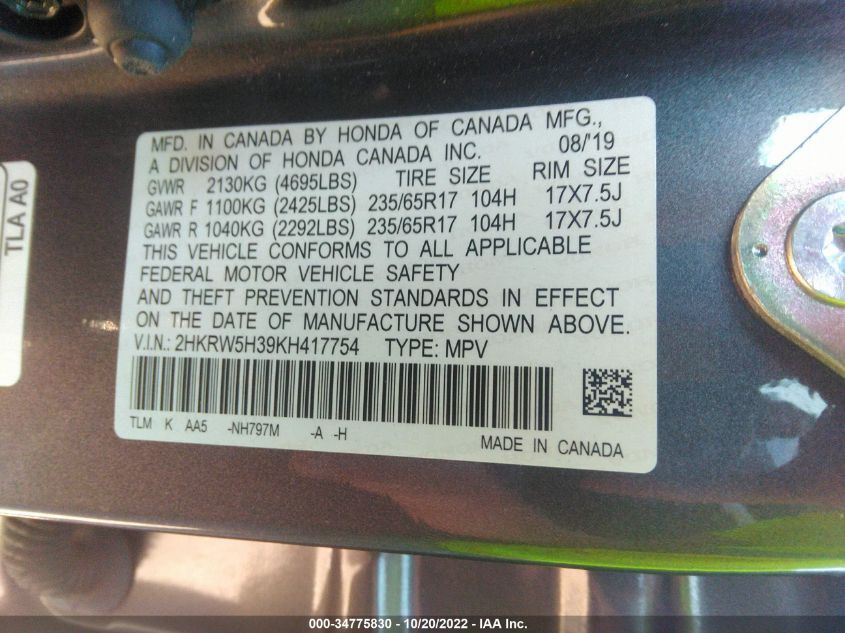 MFD. IN CANADA BY HONDA OF CANADA MFG.,
A DIVISION OF HONDA CANADA INC. 08/'19
GVWR 2130KG (4695LBS) TIRE SIZE RIM SIZE
GAWR F 1100KG (2425LBS) 235/65R17 104H 17X7.5J
GAWR R 1040KG (2292LBS) 235/65R17 104H 17X7.5J
THIS VEHICLE CONFORMS TO ALL APPLICABLE
FEDERAL MOTOR VEHICLE SAFETY
AND THEFT PREVENTION STANDARDS IN EFFECT
ON THE DATE OF MANUFACTURE SHOWN ABOVE.
V.I.N.: 2HKRW5H39KH417754 TYPE: MPV
TLM K AA5 -NH797M -A -H
MADE IN CANADA
TLA A0
000-34775830 - 10/20/2022 - IAA Inc.